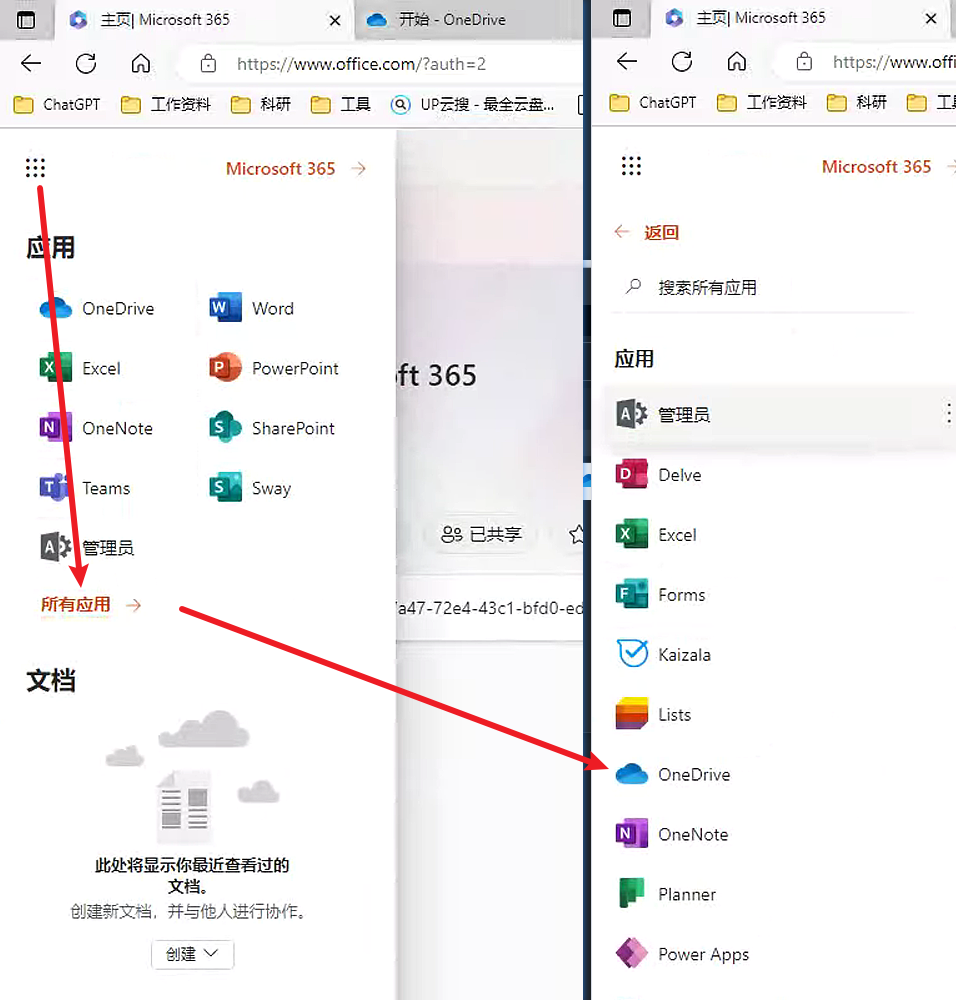 主页| Microsoft 365
开始 - OneDrive
https://www.office.com/?auth=2
ChatGPT 工作资料 科研 工具 UP云搜 - 最全云盘...
Microsoft 365
应用
OneDrive Word
Excel PowerPoint
OneNote SharePoint
Teams Sway
管理员
所有应用
文档
此处将显示你最近查看过的
文档。
创建新文档，并与他人进行协作。
创建
oft 365
已共享
7a47-72e4-43c1-bfd0-ed
主页| Microsoft 365
https://www.offi
ChatGPT 工作资料 科研 工具
Microsoft 365
返回
搜索所有应用
应用
管理员
Delve
Excel
Forms
Kaizala
Lists
OneDrive
OneNote
Planner
Power Apps